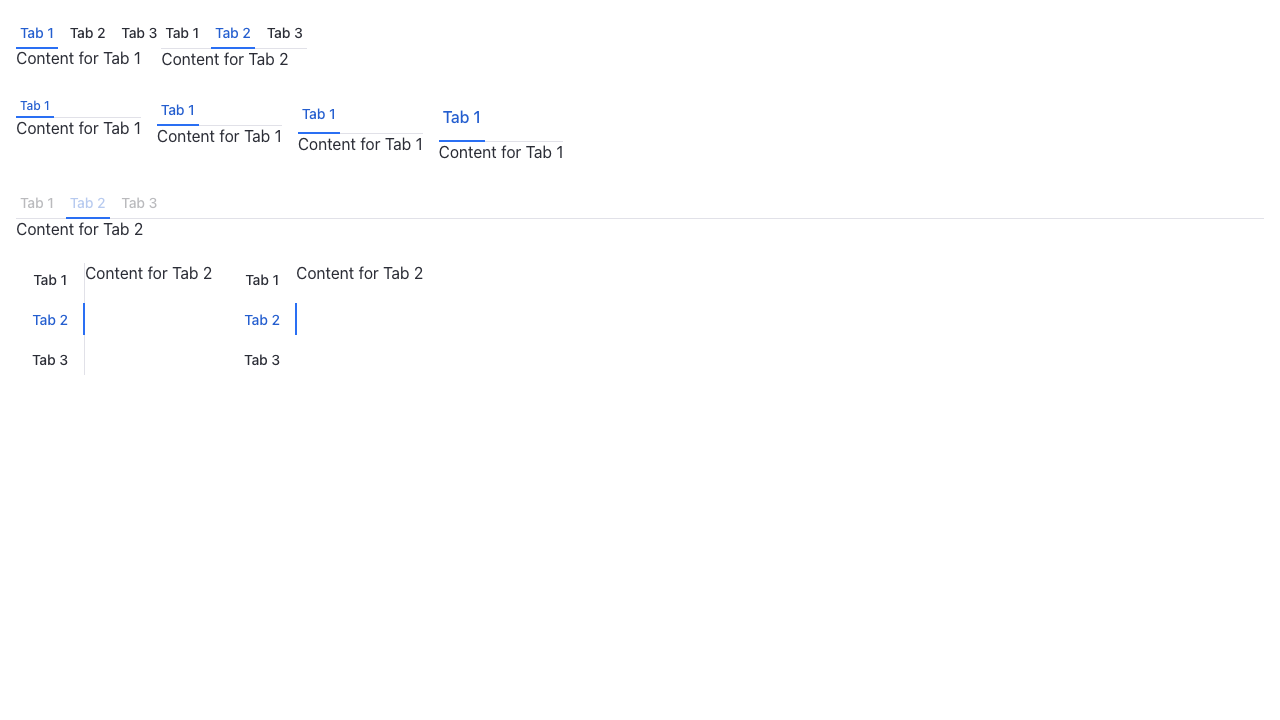 Tab 1 Tab 2 Tab 3 Tab 1 Tab 2 Tab 3
Content for Tab 1 Content for Tab 2
Tab 1 Tab 1 Tab 1 Tab 1
Content for Tab 1 Content for Tab 1 Content for Tab 1 Content for Tab 1
Tab 1 Tab 2 Tab 3
Content for Tab 2
Tab 1 Content for Tab 2 Tab 1 Content for Tab 2
Tab 2 Tab 2
Tab 3 Tab 3